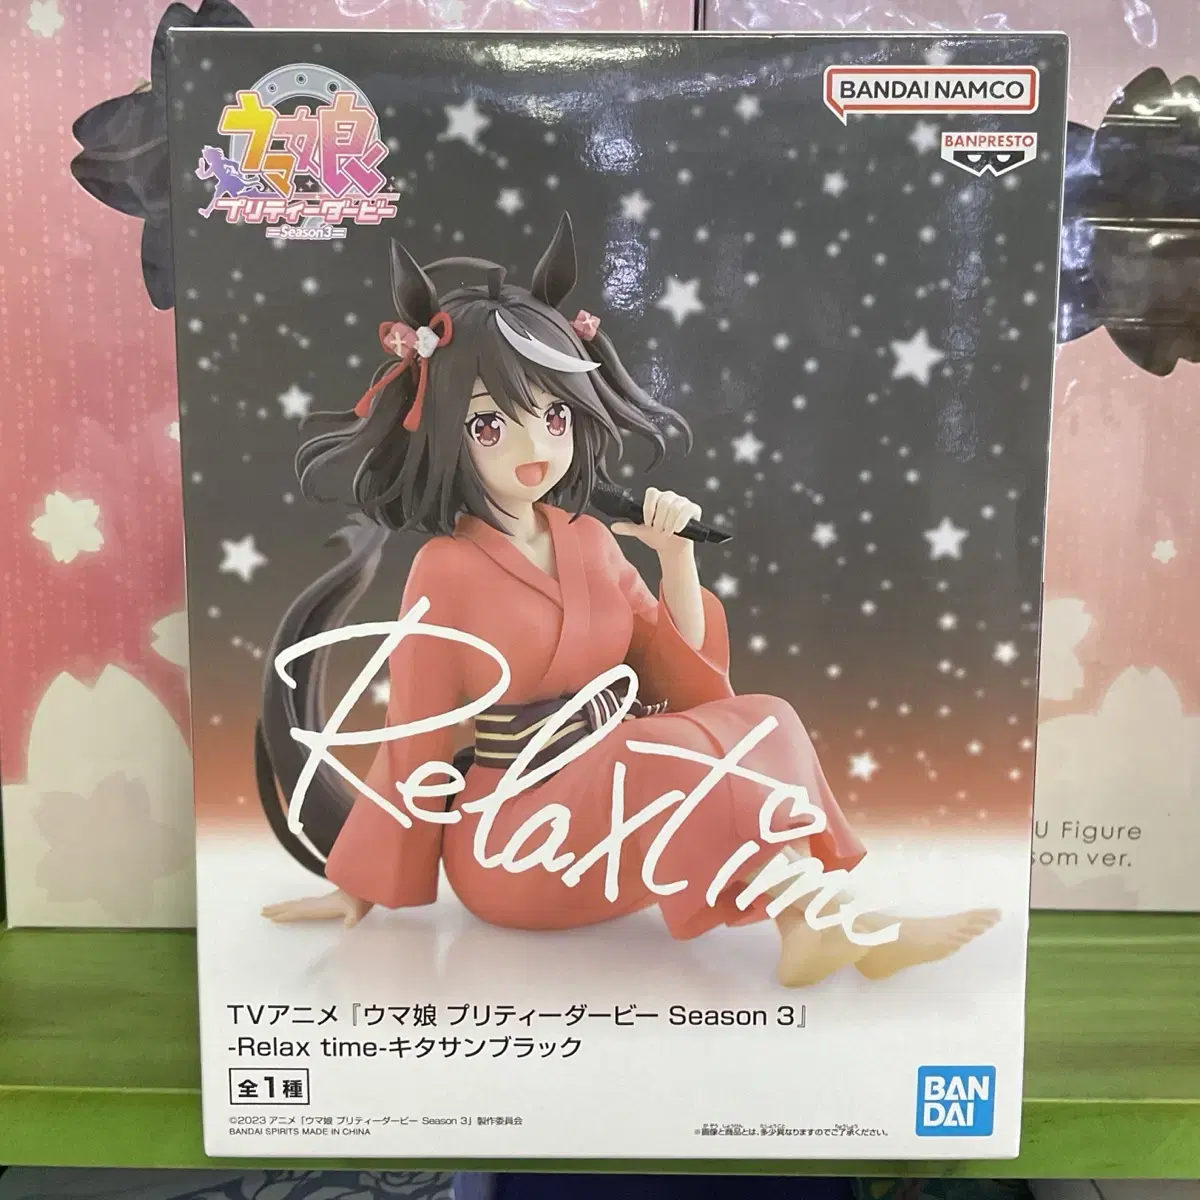 ウマ娘
プリティーダービー
=Season3=
BANDAI NAMCO
BANPRESTO
Relax time
U Figure
som ver.
TVアニメ『ウマ娘 プリティーダービー Season 3』
-Relax time-キタサンブラック
全1種
©2023 アニメ「ウマ娘 プリティーダービー Season 3」製作委員会
BANDAI SPIRITS MADE IN CHINA
※画像と商品とは、多少異なりますのでご了承ください。
BAN
DAI